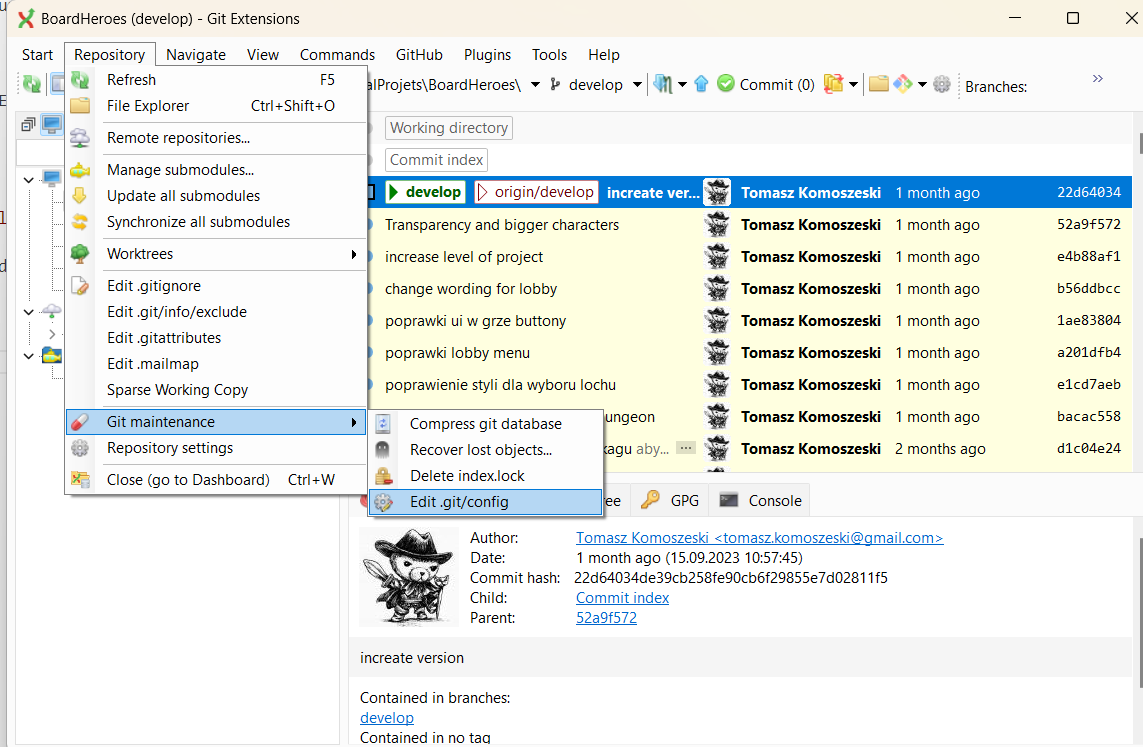 BoardHeroes (develop) - Git Extensions
Start Repository Navigate View Commands GitHub Plugins Tools Help
alProjets\BoardHeroes\ develop Commit (0) Branches: »
Refresh F5
File Explorer Ctrl+Shift+O
Remote repositories...
Manage submodules...
Update all submodules
Synchronize all submodules
Worktrees
Edit .gitignore
Edit .git/info/exclude
Edit .gitattributes
Edit .mailmap
Sparse Working Copy
Git maintenance
Repository settings
Close (go to Dashboard) Ctrl+W
Compress git database
Recover lost objects...
Delete index.lock
Edit .git/config
Working directory
Commit index
develop origin/develop increate ver... Tomasz Komoszeski 1 month ago 22d64034
Transparency and bigger characters Tomasz Komoszeski 1 month ago 52a9f572
increase level of project Tomasz Komoszeski 1 month ago e4b88af1
change wording for lobby Tomasz Komoszeski 1 month ago b56ddbcc
poprawki ui w grze buttony Tomasz Komoszeski 1 month ago 1ae83804
poprawki lobby menu Tomasz Komoszeski 1 month ago a201dfb4
poprawienie styli dla wyboru lochu Tomasz Komoszeski 1 month ago e1cd7aeb
ungeon Tomasz Komoszeski 1 month ago bacac558
kagu aby... Tomasz Komoszeski 2 months ago d1c04e24
ee GPG Console
Author: Tomasz Komoszeski <tomasz.komoszeski@gmail.com>
Date: 1 month ago (15.09.2023 10:57:45)
Commit hash: 22d64034de39cb258fe90cb6f29855e7d02811f5
Child: Commit index
Parent: 52a9f572
increate version
Contained in branches:
develop
Contained in no tag